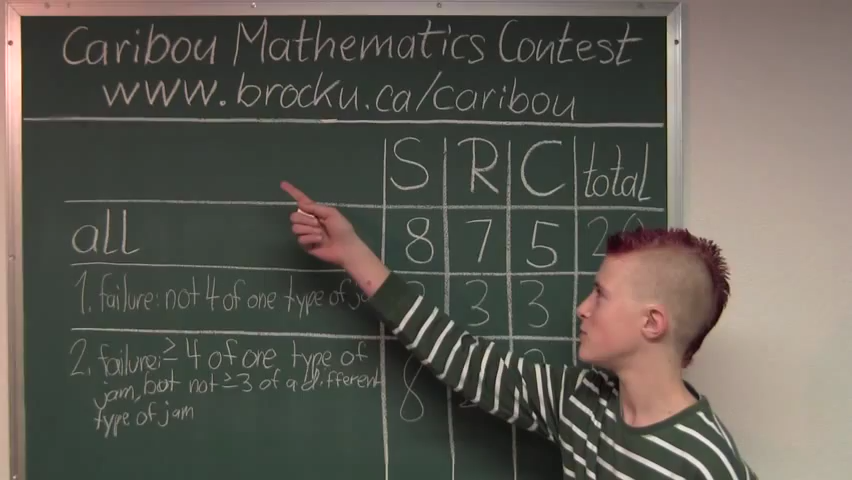 Caribou Mathematics Contest
www.brocku.ca/caribou
S R C total
all 8 7 5
1. failure: not 4 of one type of 3 3
2. failure: ≥ 4 of one type of
jam, but not ≥3 of a different
type of jam 8